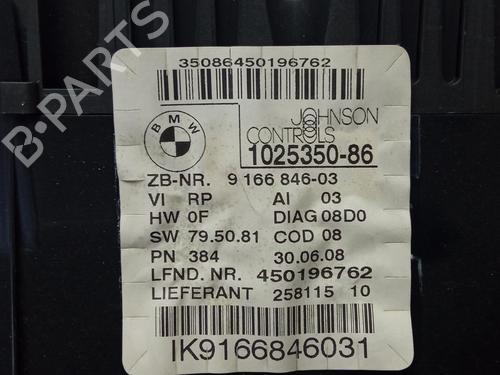 35086450196762
BMW
JOHNSON
CONTROLS
1025350-86
ZB-NR. 9 166 846-03
VI RP AI 03
HW 0F DIAG 08D0
SW 79.50.81 COD 08
PN 384 30.06.08
LFND. NR. 450196762
LIEFERANT 258115 10
IK9166846031
B-PARTS